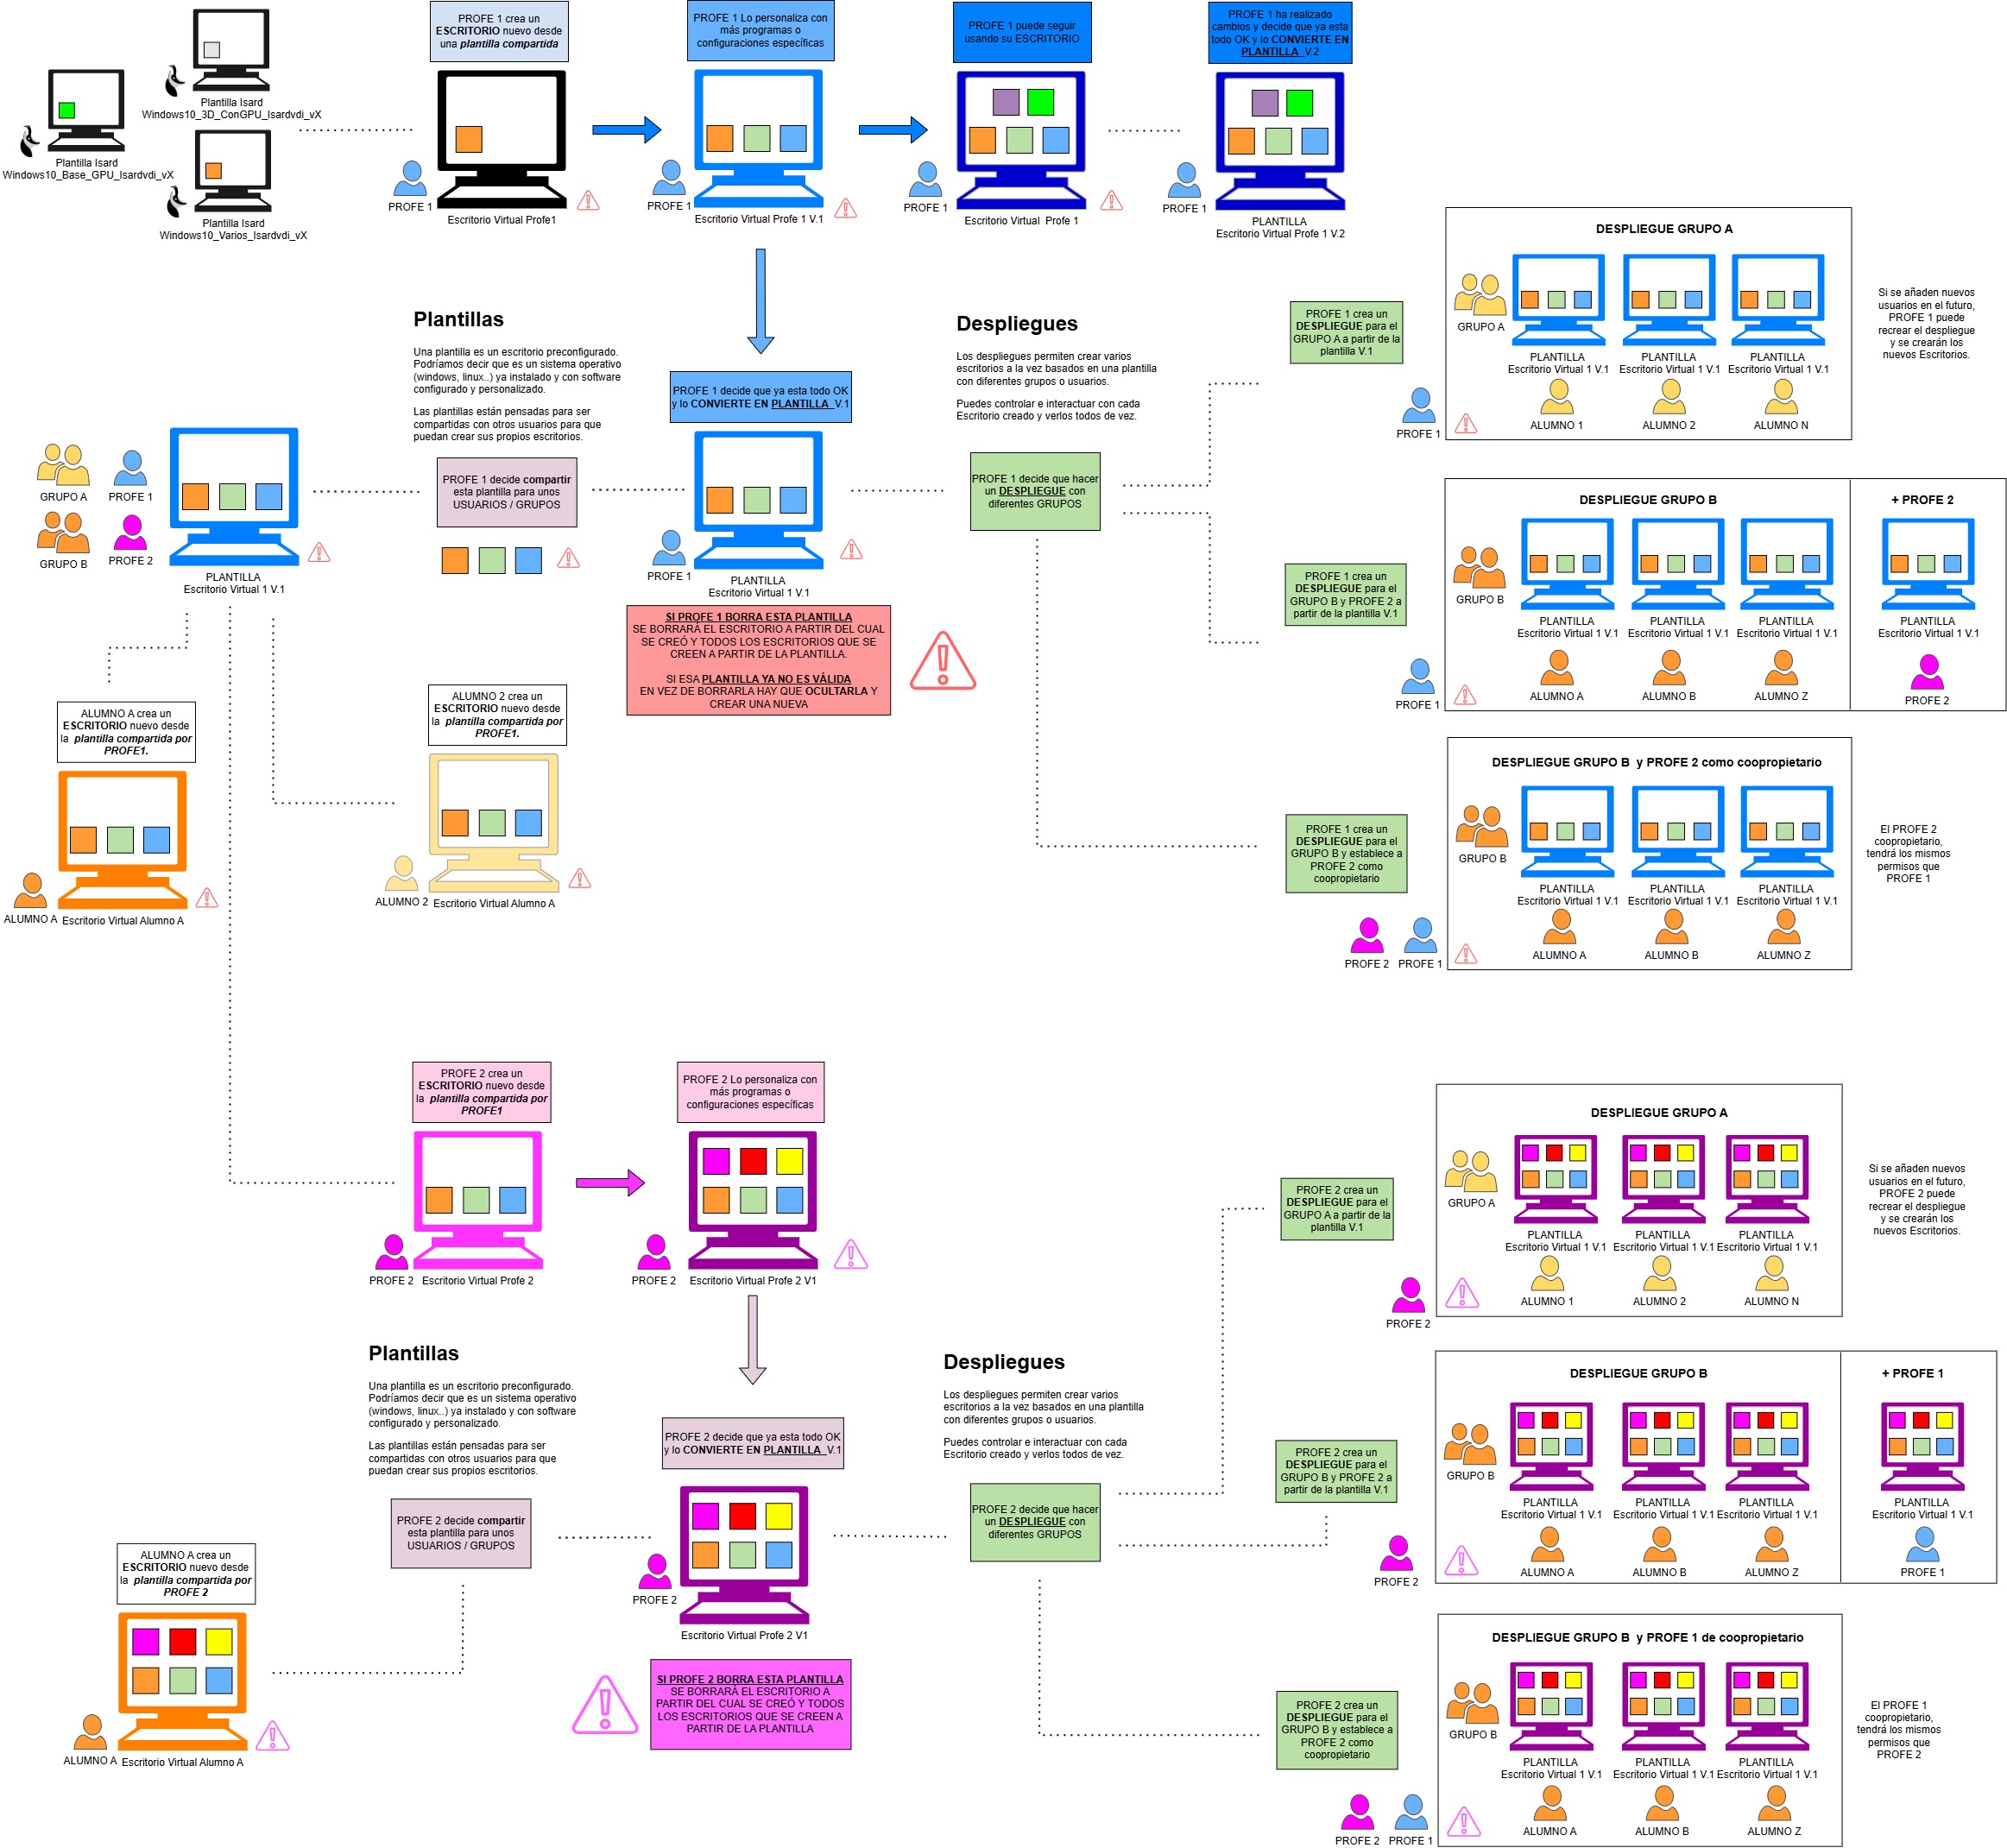 PROFE 1 crea un
ESCRITORIO nuevo desde
una plantilla compartida
PROFE 1 Lo personaliza con
más programas o
configuraciones específicas
PROFE 1 puede seguir
usando su ESCRITORIO
PROFE 1 ha realizado
cambios y decide que ya esta
todo OK y lo CONVIERTE EN
PLANTILLA V.2
Plantilla Isard
Windows10_3D_ConGPU_Isardvdi_vX
Plantilla Isard
Windows10_Base_GPU_Isardvdi_vX
Plantilla Isard
Windows10_Varios_Isardvdi_vX
PROFE 1
Escritorio Virtual Profe1
PROFE 1
Escritorio Virtual Profe 1 V.1
PROFE 1
Escritorio Virtual Profe 1
PROFE 1
PLANTILLA
Escritorio Virtual Profe 1 V.2
Plantillas
Una plantilla es un escritorio preconfigurado.
Podríamos decir que es un sistema operativo
(windows, linux..) ya instalado y con software
configurado y personalizado.
Las plantillas están pensadas para ser
compartidas con otros usuarios para que
puedan crear sus propios escritorios.
PROFE 1 decide que ya esta todo OK
y lo CONVIERTE EN PLANTILLA V.1
Despliegues
Los despliegues permiten crear varios
escritorios a la vez basados en una plantilla
con diferentes grupos o usuarios.
Puedes controlar e interactuar con cada
Escritorio creado y verlos todos de vez.
PROFE 1 crea un
DESPLIEGUE para el
GRUPO A a partir de la
plantilla V.1
PROFE 1
DESPLIEGUE GRUPO A
GRUPO A
PLANTILLA
Escritorio Virtual 1 V.1
PLANTILLA
Escritorio Virtual 1 V.1
PLANTILLA
Escritorio Virtual 1 V.1
ALUMNO 1
ALUMNO 2
ALUMNO N
Si se añaden nuevos
usuarios en el futuro,
PROFE 1 puede
recrear el despliegue
y se crearán los
nuevos Escritorios.
GRUPO A
PROFE 1
GRUPO B
PROFE 2
PLANTILLA
Escritorio Virtual 1 V.1
PROFE 1 decide compartir
esta plantilla para unos
USUARIOS / GRUPOS
PROFE 1
PLANTILLA
Escritorio Virtual 1 V.1
PROFE 1 decide que hacer
un DESPLIEGUE con
diferentes GRUPOS
PROFE 1 crea un
DESPLIEGUE para el
GRUPO B y PROFE 2 a
partir de la plantilla V.1
PROFE 1
DESPLIEGUE GRUPO B
+ PROFE 2
GRUPO B
PLANTILLA
Escritorio Virtual 1 V.1
PLANTILLA
Escritorio Virtual 1 V.1
PLANTILLA
Escritorio Virtual 1 V.1
PLANTILLA
Escritorio Virtual 1 V.1
ALUMNO A
ALUMNO B
ALUMNO Z
PROFE 2
SI PROFE 1 BORRA ESTA PLANTILLA
SE BORRARÁ EL ESCRITORIO A PARTIR DEL CUAL
SE CREÓ Y TODOS LOS ESCRITORIOS QUE SE
CREEN A PARTIR DE LA PLANTILLA.
SI ESA PLANTILLA YA NO ES VÁLIDA
EN VEZ DE BORRARLA HAY QUE OCULTARLA Y
CREAR UNA NUEVA
ALUMNO A crea un
ESCRITORIO nuevo desde
la plantilla compartida por
PROFE1.
ALUMNO A
Escritorio Virtual Alumno A
ALUMNO 2 crea un
ESCRITORIO nuevo desde
la plantilla compartida por
PROFE1.
ALUMNO 2
Escritorio Virtual Alumno A
PROFE 1 crea un
DESPLIEGUE para el
GRUPO B y establece a
PROFE 2 como
coopropietario
PROFE 2
PROFE 1
DESPLIEGUE GRUPO B y PROFE 2 como coopropietario
GRUPO B
PLANTILLA
Escritorio Virtual 1 V.1
PLANTILLA
Escritorio Virtual 1 V.1
PLANTILLA
Escritorio Virtual 1 V.1
ALUMNO A
ALUMNO B
ALUMNO Z
El PROFE 2
coopropietario,
tendrá los mismos
permisos que
PROFE 1
PROFE 2 crea un
ESCRITORIO nuevo desde
la plantilla compartida por
PROFE1
PROFE 2
Escritorio Virtual Profe 2
PROFE 2 Lo personaliza con
más programas o
configuraciones específicas
PROFE 2
Escritorio Virtual Profe 2 V1
PROFE 2 crea un
DESPLIEGUE para el
GRUPO A a partir de la
plantilla V.1
PROFE 2
DESPLIEGUE GRUPO A
GRUPO A
PLANTILLA
Escritorio Virtual 1 V.1
PLANTILLA
Escritorio Virtual 1 V.1
PLANTILLA
Escritorio Virtual 1 V.1
ALUMNO 1
ALUMNO 2
ALUMNO N
Si se añaden nuevos
usuarios en el futuro,
PROFE 2 puede
recrear el despliegue
y se crearán los
nuevos Escritorios.
Plantillas
Una plantilla es un escritorio preconfigurado.
Podríamos decir que es un sistema operativo
(windows, linux..) ya instalado y con software
configurado y personalizado.
Las plantillas están pensadas para ser
compartidas con otros usuarios para que
puedan crear sus propios escritorios.
PROFE 2 decide que ya esta todo OK
y lo CONVIERTE EN PLANTILLA V.1
Despliegues
Los despliegues permiten crear varios
escritorios a la vez basados en una plantilla
con diferentes grupos o usuarios.
Puedes controlar e interactuar con cada
Escritorio creado y verlos todos de vez.
PROFE 2 decide compartir
esta plantilla para unos
USUARIOS / GRUPOS
PROFE 2
Escritorio Virtual Profe 2 V1
PROFE 2 decide que hacer
un DESPLIEGUE con
diferentes GRUPOS
PROFE 2 crea un
DESPLIEGUE para el
GRUPO B y PROFE 2 a
partir de la plantilla V.1
PROFE 2
DESPLIEGUE GRUPO B
+ PROFE 1
GRUPO B
PLANTILLA
Escritorio Virtual 1 V.1
PLANTILLA
Escritorio Virtual 1 V.1
PLANTILLA
Escritorio Virtual 1 V.1
PLANTILLA
Escritorio Virtual 1 V.1
ALUMNO A
ALUMNO B
ALUMNO Z
PROFE 1
ALUMNO A crea un
ESCRITORIO nuevo desde
la plantilla compartida por
PROFE 2
ALUMNO A
Escritorio Virtual Alumno A
SI PROFE 2 BORRA ESTA PLANTILLA
SE BORRARÁ EL ESCRITORIO A
PARTIR DEL CUAL SE CREÓ Y TODOS
LOS ESCRITORIOS QUE SE CREEN A
PARTIR DE LA PLANTILLA
PROFE 2 crea un
DESPLIEGUE para el
GRUPO B y establece a
PROFE 2 como
coopropietario
PROFE 2
PROFE 1
DESPLIEGUE GRUPO B y PROFE 1 de coopropietario
GRUPO B
PLANTILLA
Escritorio Virtual 1 V.1
PLANTILLA
Escritorio Virtual 1 V.1
PLANTILLA
Escritorio Virtual 1 V.1
ALUMNO A
ALUMNO B
ALUMNO Z
El PROFE 1
coopropietario,
tendrá los mismos
permisos que
PROFE 2